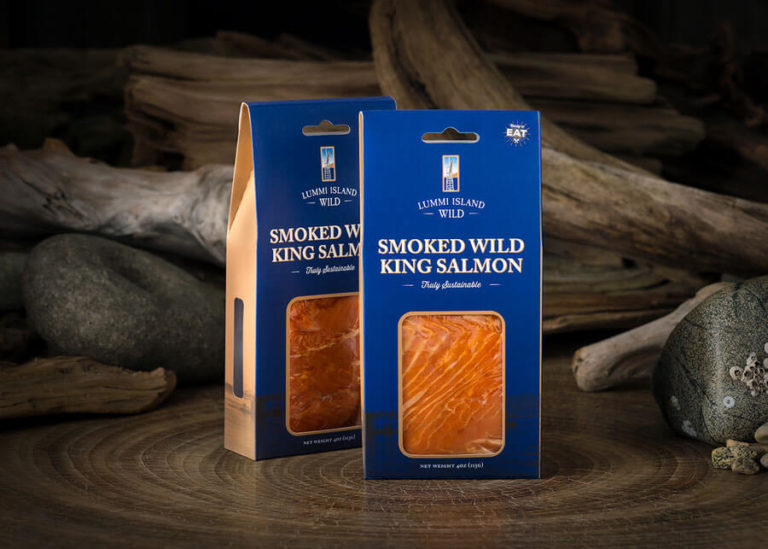 LUMMI ISLAND
WILD
SMOKED W
KING SALM
Truly Sustainable
NET WEIGHT 4OZ (113g)
EAT
LUMMI ISLAND
WILD
SMOKED WILD
KING SALMON
Truly Sustainable
NET WEIGHT 4OZ (113g)